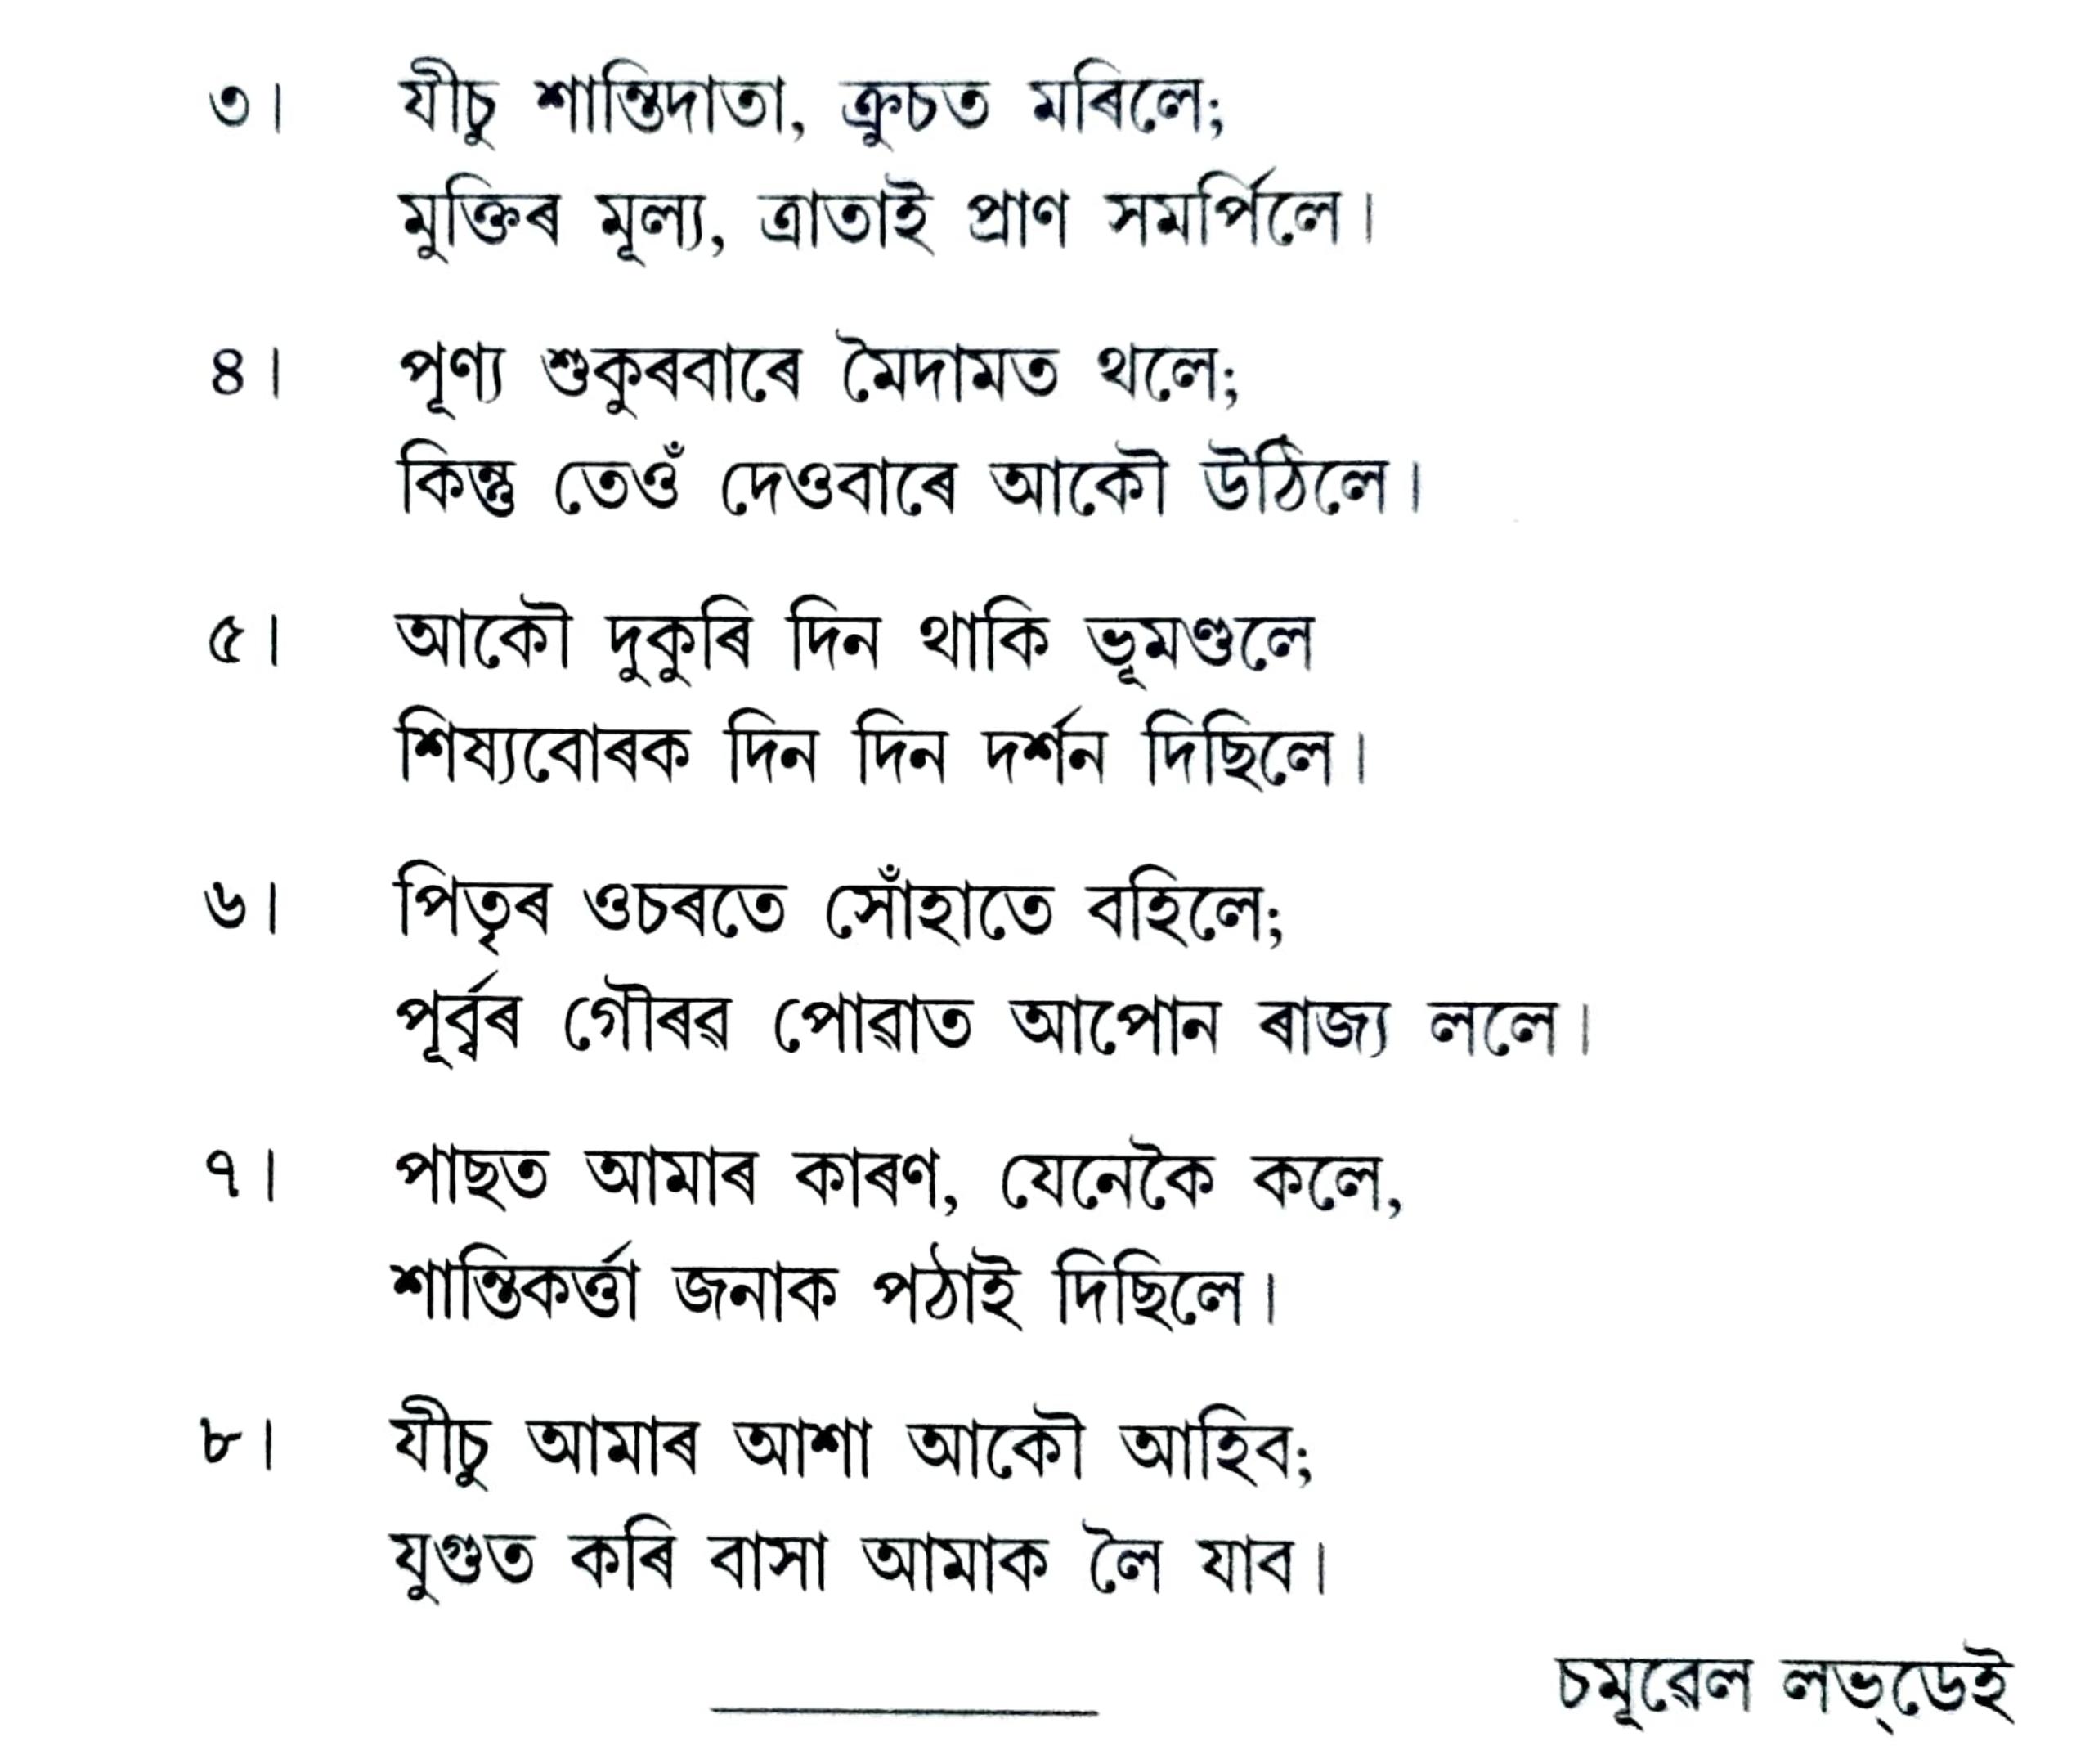 ৩। যীচু শান্তিদাতা, ক্ৰুচত মৰিলে;
মুক্তিৰ মূল্য, ত্ৰাতাই প্ৰাণ সমৰ্পিলে।
৪। পূণ্য শুকুৰবাৰে মৈদামত থলে;
কিন্তু তেওঁ দেওবাৰে আকৌ উঠিলে।
৫। আকৌ দুকুৰি দিন থাকি ভূমণ্ডলে
শিষ্যবোৰক দিন দিন দৰ্শন দিছিলে।
৬। পিতৃৰ ওচৰতে সোঁহাতে বহিলে;
পূৰ্ব্বৰ গৌৰৱ পোৱাত আপোন ৰাজ্য ললে।
৭। পাছত আমাৰ কাৰণ, যেনেকৈ কলে,
শান্তিকৰ্ত্তা জনাক পঠাই দিছিলে।
৮। যীচু আমাৰ আশা আকৌ আহিব;
যুগুত কৰি বাসা আমাক লৈ যাব।
চমূৱেল লভ্‌ডেই